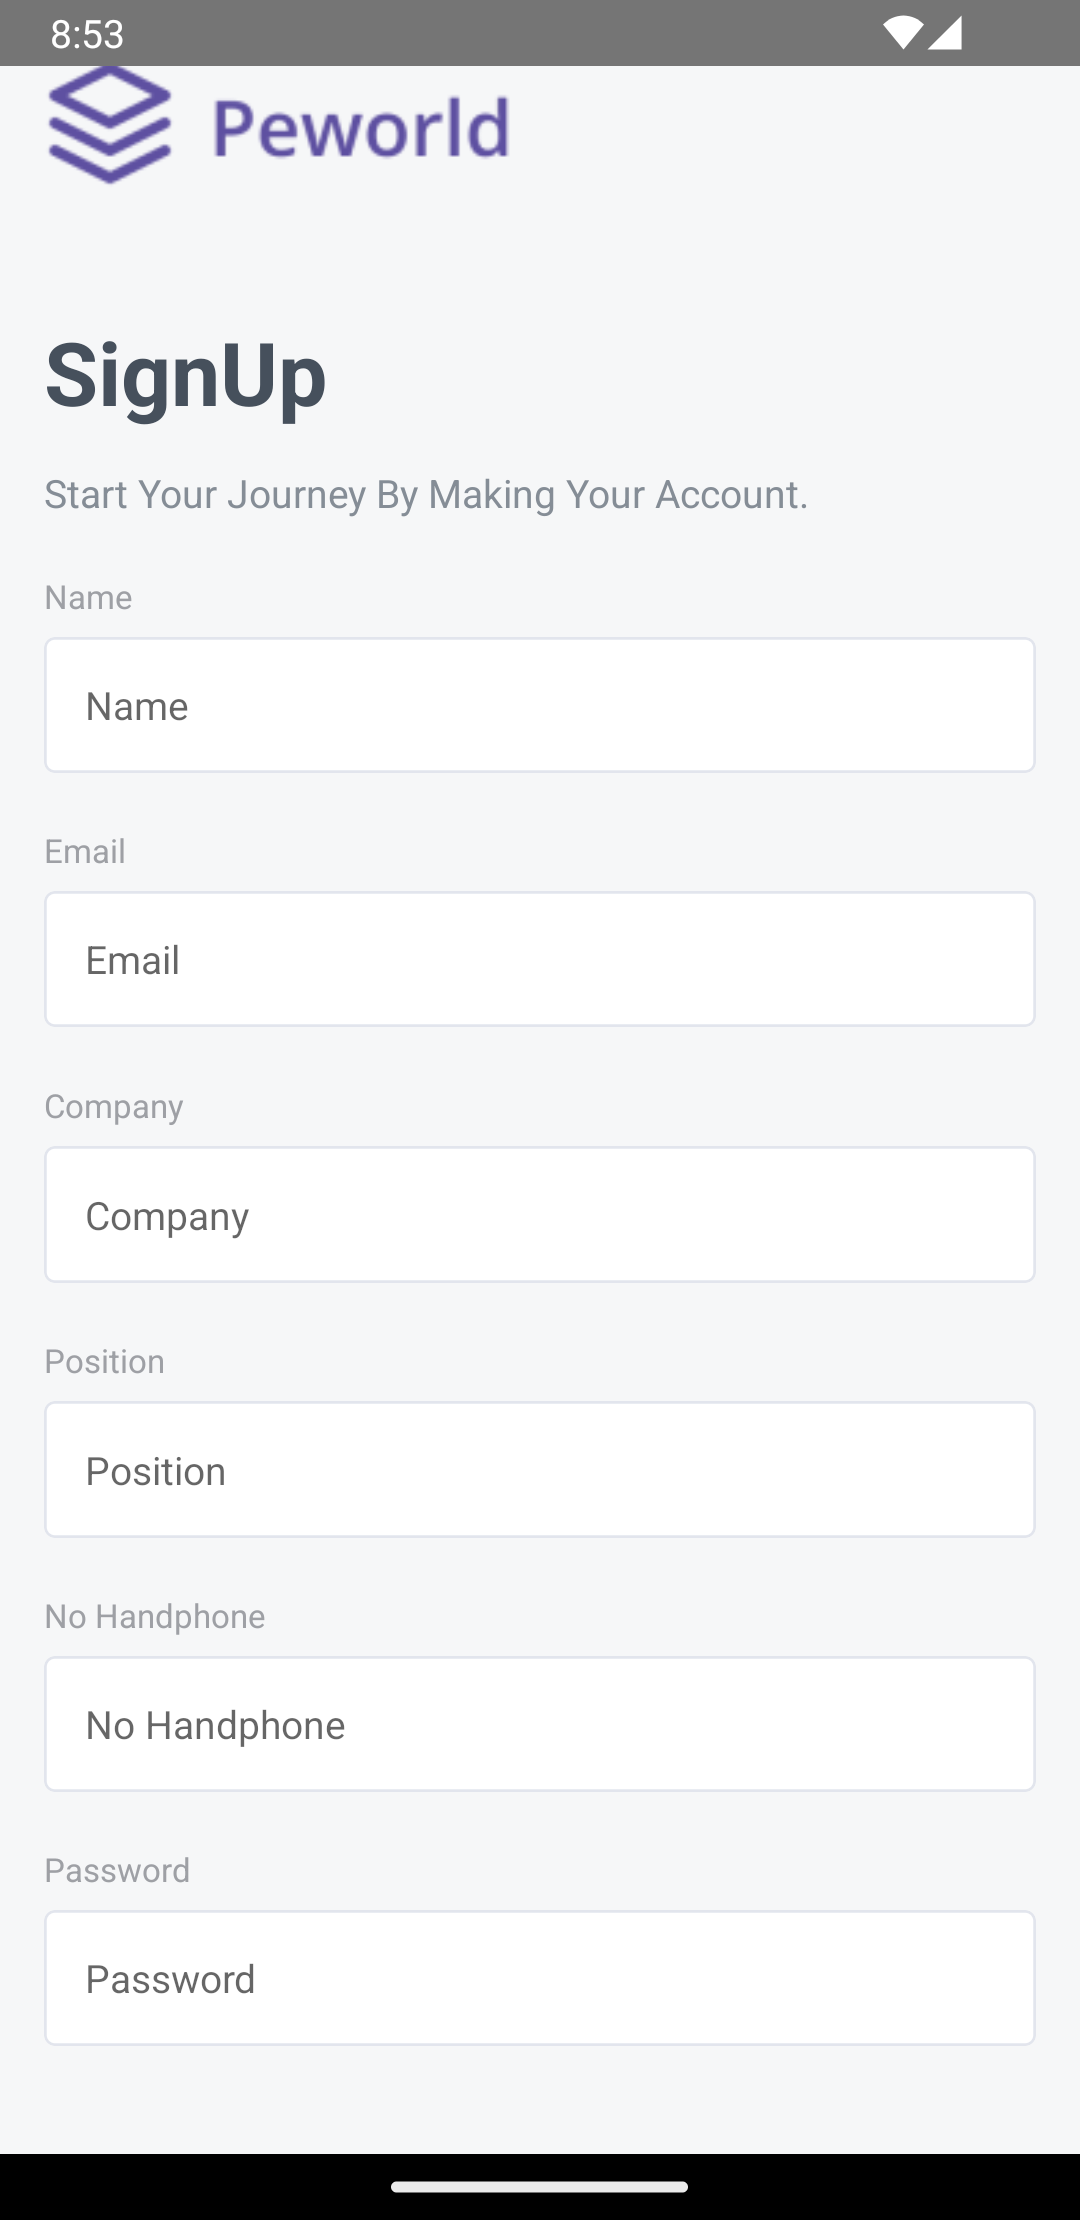 8:53
Peworld
SignUp
Start Your Journey By Making Your Account.
Name
Name
Email
Email
Company
Company
Position
Position
No Handphone
No Handphone
Password
Password